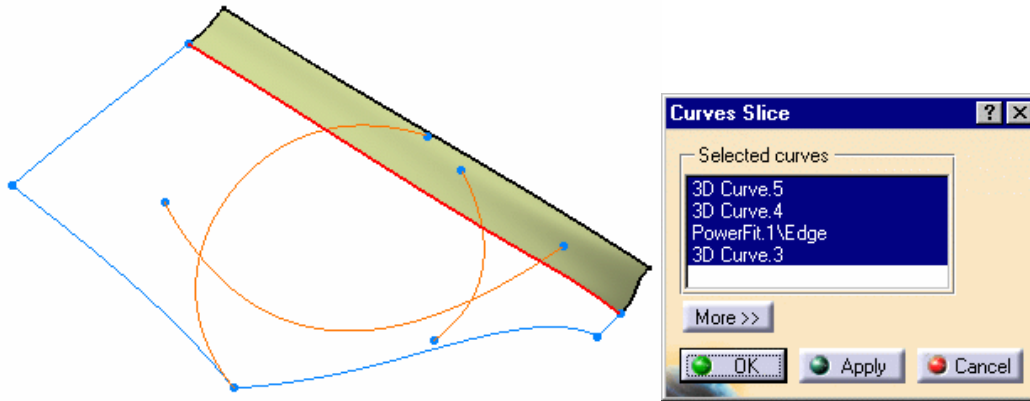 Curves Slice
Selected curves
3D Curve.5
3D Curve.4
PowerFit.1\Edge
3D Curve.3
More >>
OK Apply Cancel